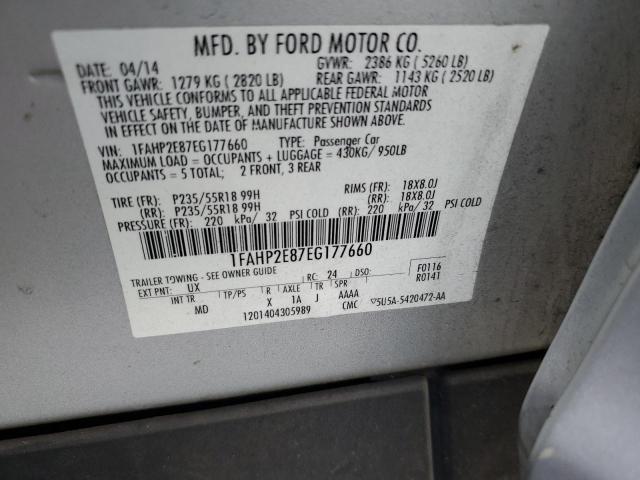 MFD. BY FORD MOTOR CO.
DATE: 04/14 GVWR: 2386 KG ( 5260 LB)
FRONT GAWR: 1279 KG ( 2820 LB) REAR GAWR: 1143 KG ( 2520 LB)
THIS VEHICLE CONFORMS TO ALL APPLICABLE FEDERAL MOTOR
VEHICLE SAFETY, BUMPER, AND THEFT PREVENTION STANDARDS
IN EFFECT ON THE DATE OF MANUFACTURE SHOWN ABOVE.
VIN: 1FAHP2E87EG177660 TYPE: Passenger Car
MAXIMUM LOAD = OCCUPANTS + LUGGAGE = 430KG/ 950LB
OCCUPANTS = 5 TOTAL; 2 FRONT, 3 REAR
TIRE (FR): P235/55R18 99H RIMS (FR): 18X8.0J
(RR): P235/55R18 99H (RR): 18X8.0J
PRESSURE (FR): 220 kPa/ 32 PSI COLD (RR): 220 kPa/ 32 PSI COLD
1FAHP2E87EG177660
TRAILER TOWING - SEE OWNER GUIDE
EXT PNT: UX RC: 24 DSO: F0116
R0141
INT TR TP/PS R AXLE TR SPR
MD X 1A J AAAA
1201404305989 CMC ▽5U5A-5420472-AA